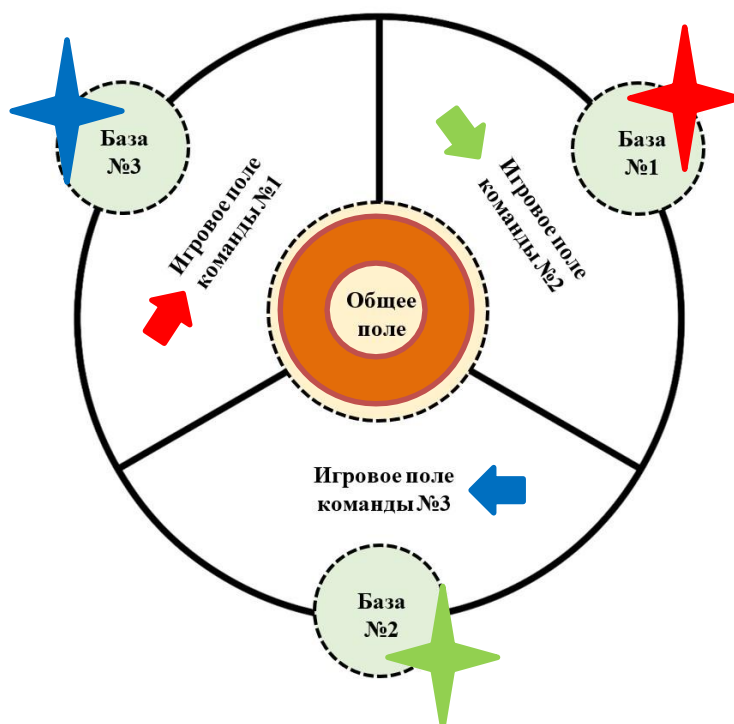 База
№3
База
№1
Игровое поле
команды №1
Игровое поле
команды №2
Общее
поле
Игровое поле
команды №3
База
№2